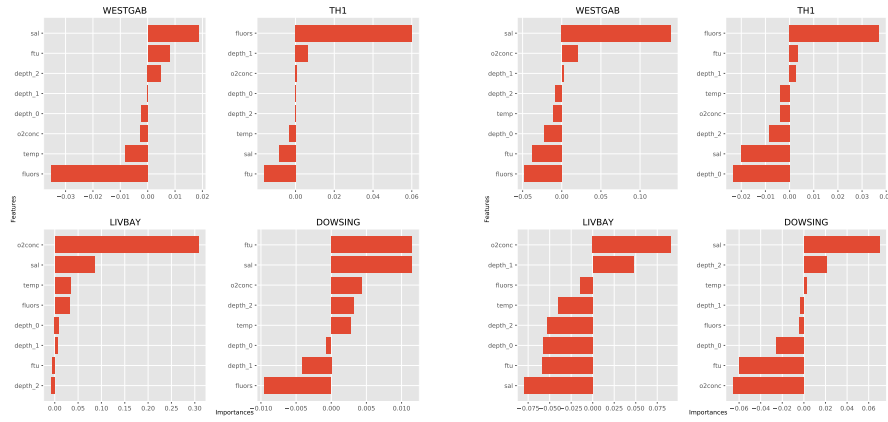 WESTGAB
sal
ftu
depth_2
depth_1
depth_0
o2conc
temp
fluors
−0.03 −0.02 −0.01 0.00 0.01 0.02
TH1
fluors
depth_1
o2conc
depth_0
depth_2
temp
sal
ftu
0.00 0.02 0.04 0.06
Features
LIVBAY
o2conc
sal
temp
fluors
depth_0
depth_1
ftu
depth_2
0.00 0.05 0.10 0.15 0.20 0.25 0.30
DOWSING
ftu
sal
o2conc
depth_2
temp
depth_0
depth_1
fluors
−0.010 −0.005 0.000 0.005 0.010
Importances
WESTGAB
sal
o2conc
depth_1
depth_2
temp
depth_0
ftu
fluors
−0.05 0.00 0.05 0.10
TH1
fluors
ftu
depth_1
temp
o2conc
depth_2
sal
depth_0
−0.02 −0.01 0.00 0.01 0.02 0.03 0.04
Features
LIVBAY
o2conc
depth_1
fluors
temp
depth_2
depth_0
ftu
sal
−0.075 −0.050 −0.025 0.000 0.025 0.050 0.075
DOWSING
sal
depth_2
temp
depth_1
fluors
depth_0
ftu
o2conc
−0.06 −0.04 −0.02 0.00 0.02 0.04 0.06
Importances